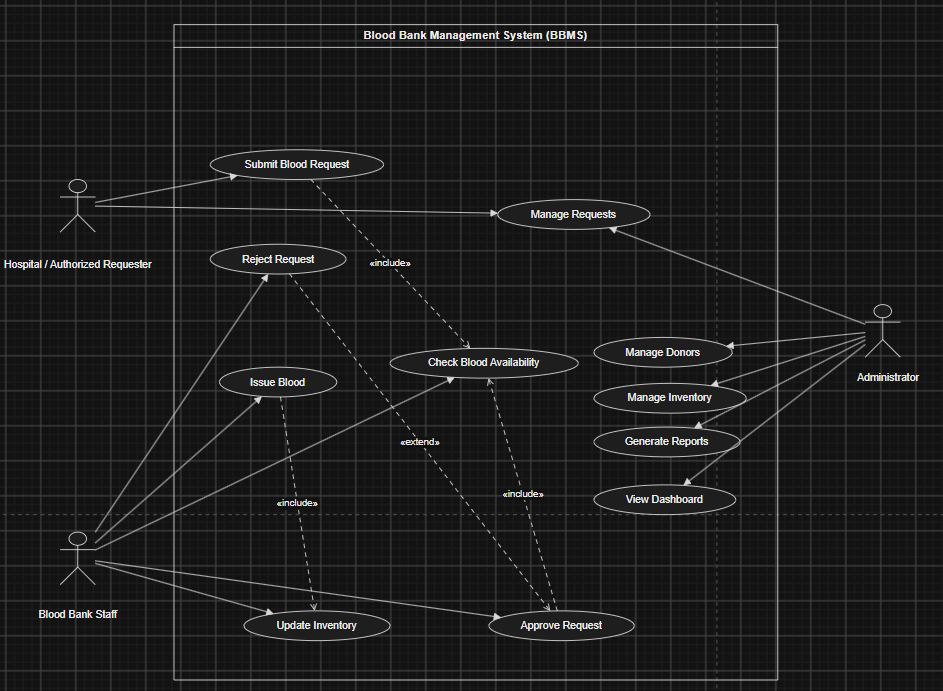 Blood Bank Management System (BBMS)
Submit Blood Request
Manage Requests
Hospital / Authorized Requester
Reject Request
«include»
Manage Donors
Check Blood Availability
Administrator
Issue Blood
Manage Inventory
«extend»
Generate Reports
«include»
«include»
View Dashboard
Blood Bank Staff
Update Inventory
Approve Request